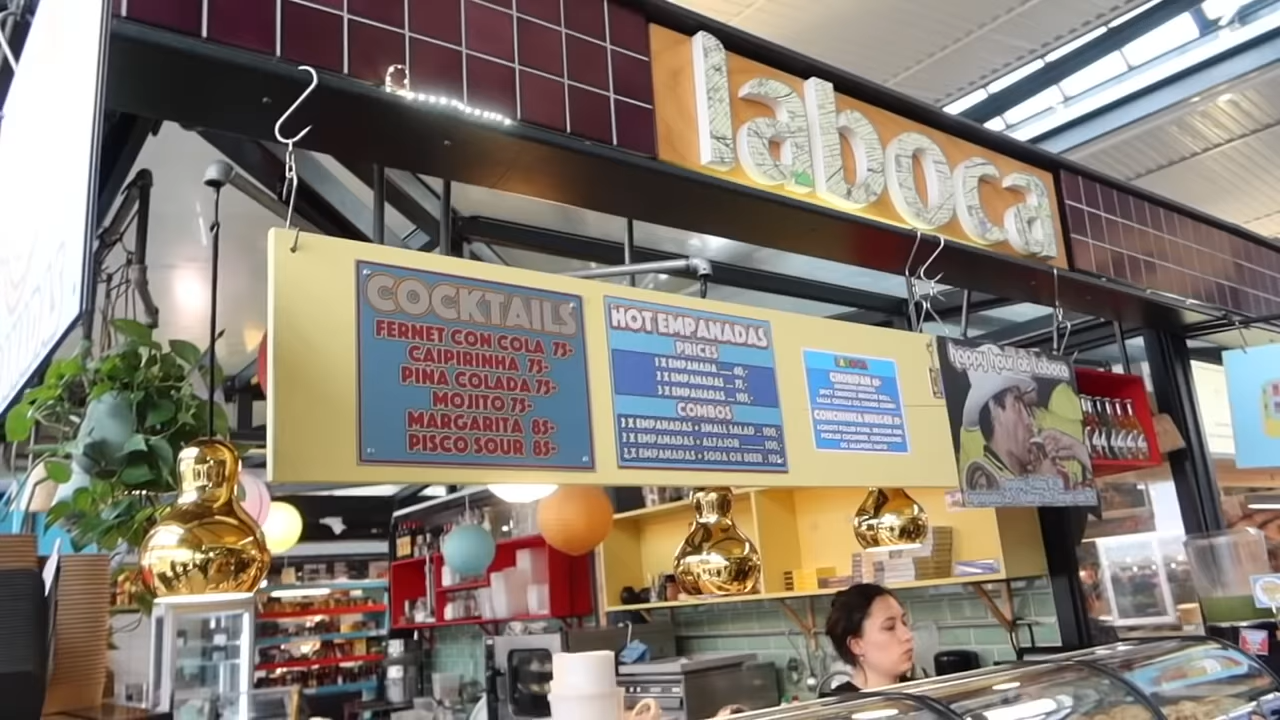 laboca
COCKTAILS
FERNET CON COLA 75-
CAIPIRINHA 75-
PIÑA COLADA 75-
MOJITO 75-
MARGARITA 85-
PISCO SOUR 85-
HOT EMPANADAS
PRICES
1 X EMPANADA .... 40,-
2 X EMPANADAS .... 75,-
3 X EMPANADAS .... 105,-
COMBOS
2 X EMPANADAS + SMALL SALAD .. 100,-
2 X EMPANADAS + ALFAJOR ........ 100,-
2 X EMPANADAS + SODA OR BEER . 105,-
CHORIPAN
BURGER
happy hour at Laboca